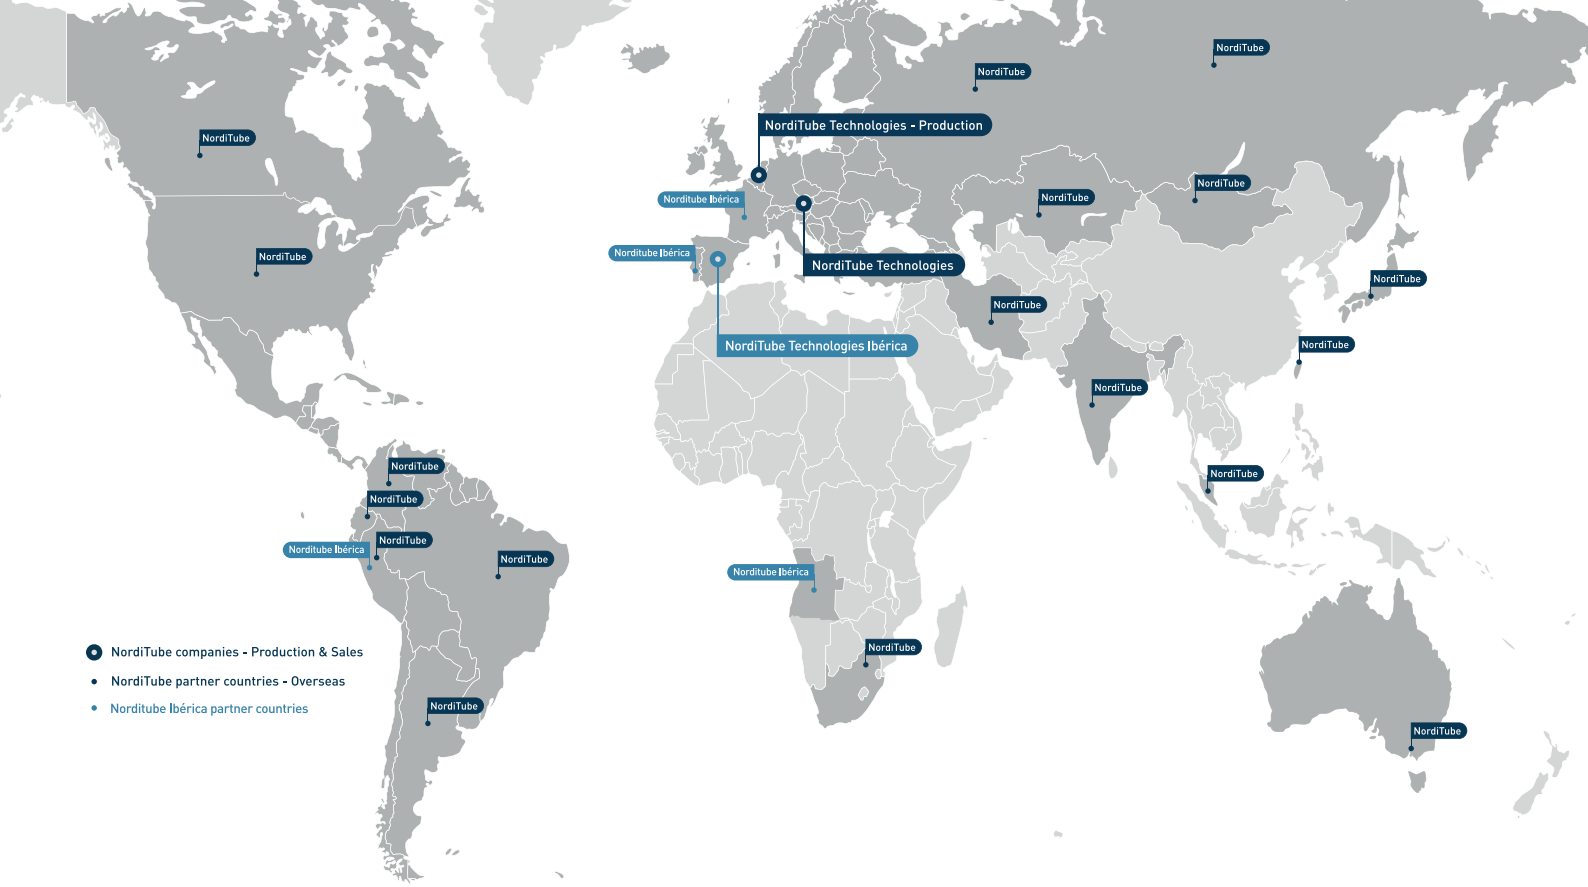 NordiTube
NordiTube
NordiTube Technologies - Production
NordiTube
NordiTube
NordiTube
Norditube Ibérica
NordiTube
Norditube Ibérica
NordiTube
NordiTube Technologies
NordiTube
NordiTube
NordiTube Technologies Ibérica
NordiTube
NordiTube
NordiTube
NordiTube
NordiTube
NordiTube
Norditube Ibérica
NordiTube
Norditube Ibérica
NordiTube
NordiTube companies - Production & Sales
NordiTube partner countries - Overseas
NordiTube
Norditube Ibérica partner countries
NordiTube